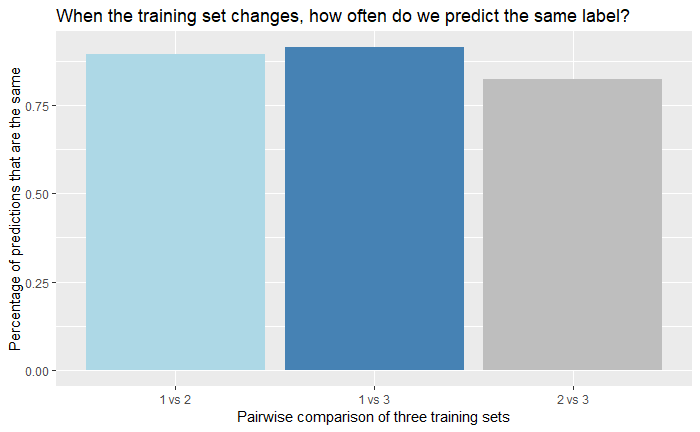 When the training set changes, how often do we predict the same label?
Percentage of predictions that are the same
0.75
0.50
0.25
0.00
1 vs 2
1 vs 3
2 vs 3
Pairwise comparison of three training sets